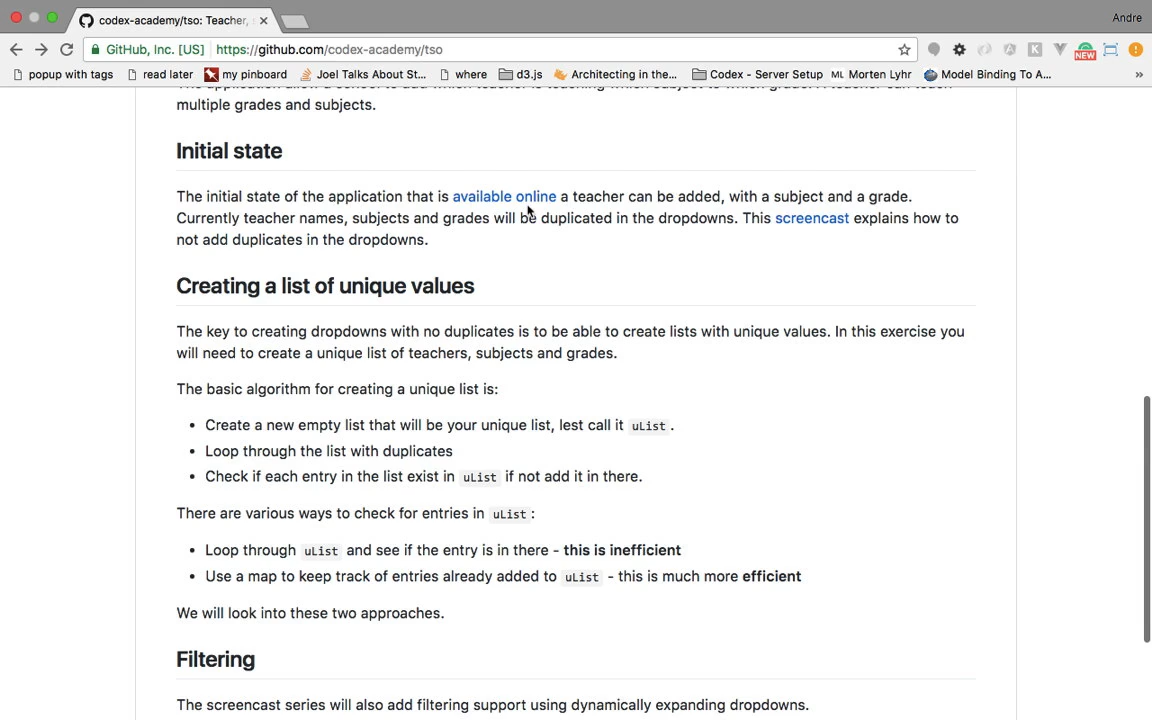 codex-academy/tso: Teacher,
Andre
GitHub, Inc. [US] https://github.com/codex-academy/tso
NEW
popup with tags read later my pinboard Joel Talks About St... where d3.js Architecting in the... Codex - Server Setup ML Morten Lyhr Model Binding To A... »
multiple grades and subjects.
Initial state
The initial state of the application that is available online a teacher can be added, with a subject and a grade.
Currently teacher names, subjects and grades will be duplicated in the dropdowns. This screencast explains how to
not add duplicates in the dropdowns.
Creating a list of unique values
The key to creating dropdowns with no duplicates is to be able to create lists with unique values. In this exercise you
will need to create a unique list of teachers, subjects and grades.
The basic algorithm for creating a unique list is:
• Create a new empty list that will be your unique list, lest call it uList.
• Loop through the list with duplicates
• Check if each entry in the list exist in uList if not add it in there.
There are various ways to check for entries in uList:
• Loop through uList and see if the entry is in there - this is inefficient
• Use a map to keep track of entries already added to uList - this is much more efficient
We will look into these two approaches.
Filtering
The screencast series will also add filtering support using dynamically expanding dropdowns.